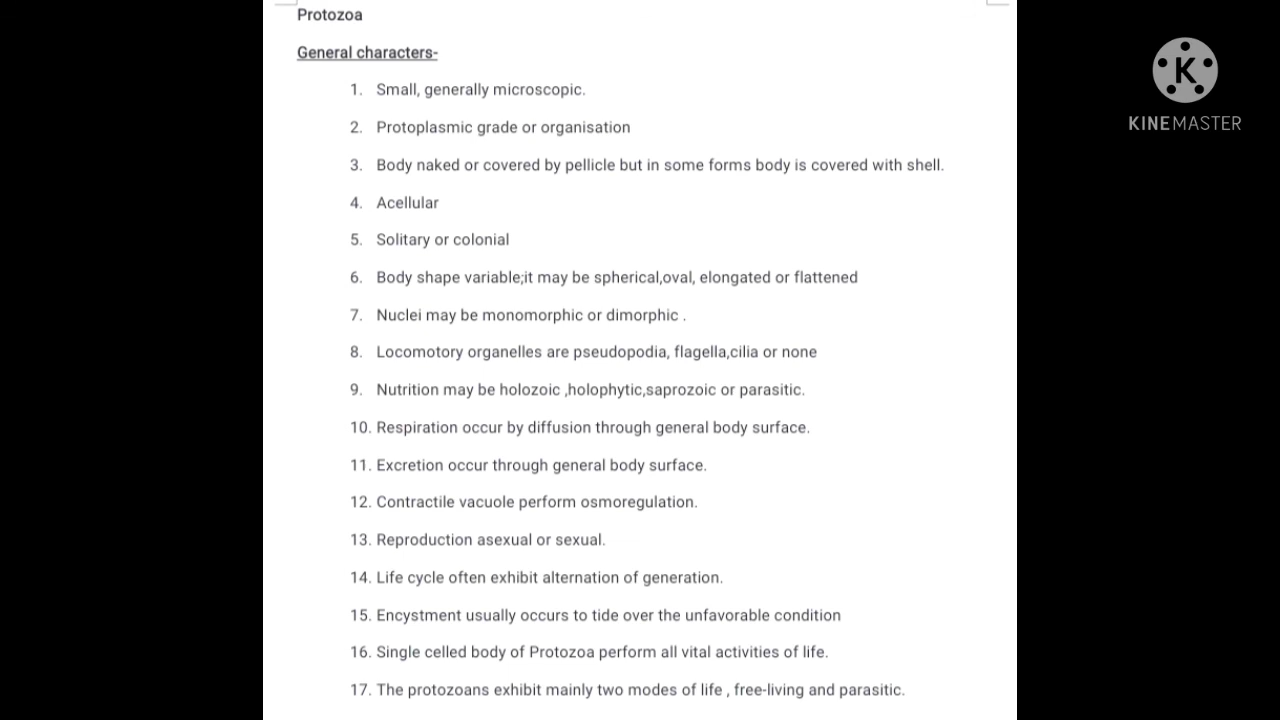 Protozoa
General characters-
1. Small, generally microscopic.
2. Protoplasmic grade or organisation
3. Body naked or covered by pellicle but in some forms body is covered with shell.
4. Acellular
5. Solitary or colonial
6. Body shape variable;it may be spherical,oval, elongated or flattened
7. Nuclei may be monomorphic or dimorphic .
8. Locomotory organelles are pseudopodia, flagella,cilia or none
9. Nutrition may be holozoic ,holophytic,saprozoic or parasitic.
10. Respiration occur by diffusion through general body surface.
11. Excretion occur through general body surface.
12. Contractile vacuole perform osmoregulation.
13. Reproduction asexual or sexual.
14. Life cycle often exhibit alternation of generation.
15. Encystment usually occurs to tide over the unfavorable condition
16. Single celled body of Protozoa perform all vital activities of life.
17. The protozoans exhibit mainly two modes of life , free-living and parasitic.
K
KINEMASTER